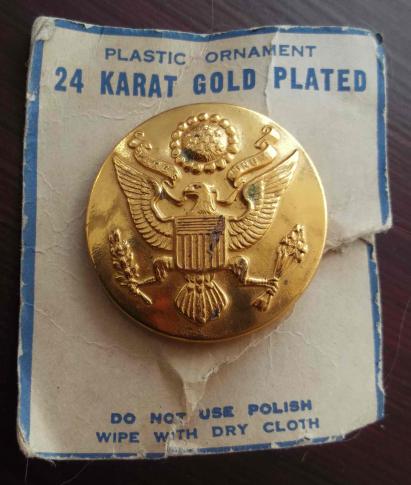 PLASTIC ORNAMENT
24 KARAT GOLD PLATED
DO NOT USE POLISH
WIPE WITH DRY CLOTH